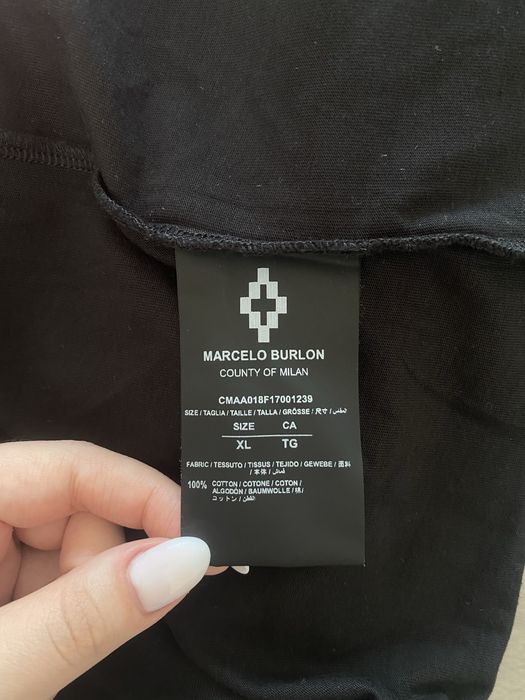 MARCELO BURLON
COUNTY OF MILAN
CMAA018F17001239
SIZE / TAGLIA / TAILLE / TALLA / GRÖSSE / 尺寸 / المقاس
SIZE CA
XL TG
FABRIC / TESSUTO / TISSUS / TEJIDO / GEWEBE / 面料
/ 本体 / قماش
100% COTTON / COTONE / COTON /
ALGODÓN / BAUMWOLLE / 棉 /
コットン / القطن